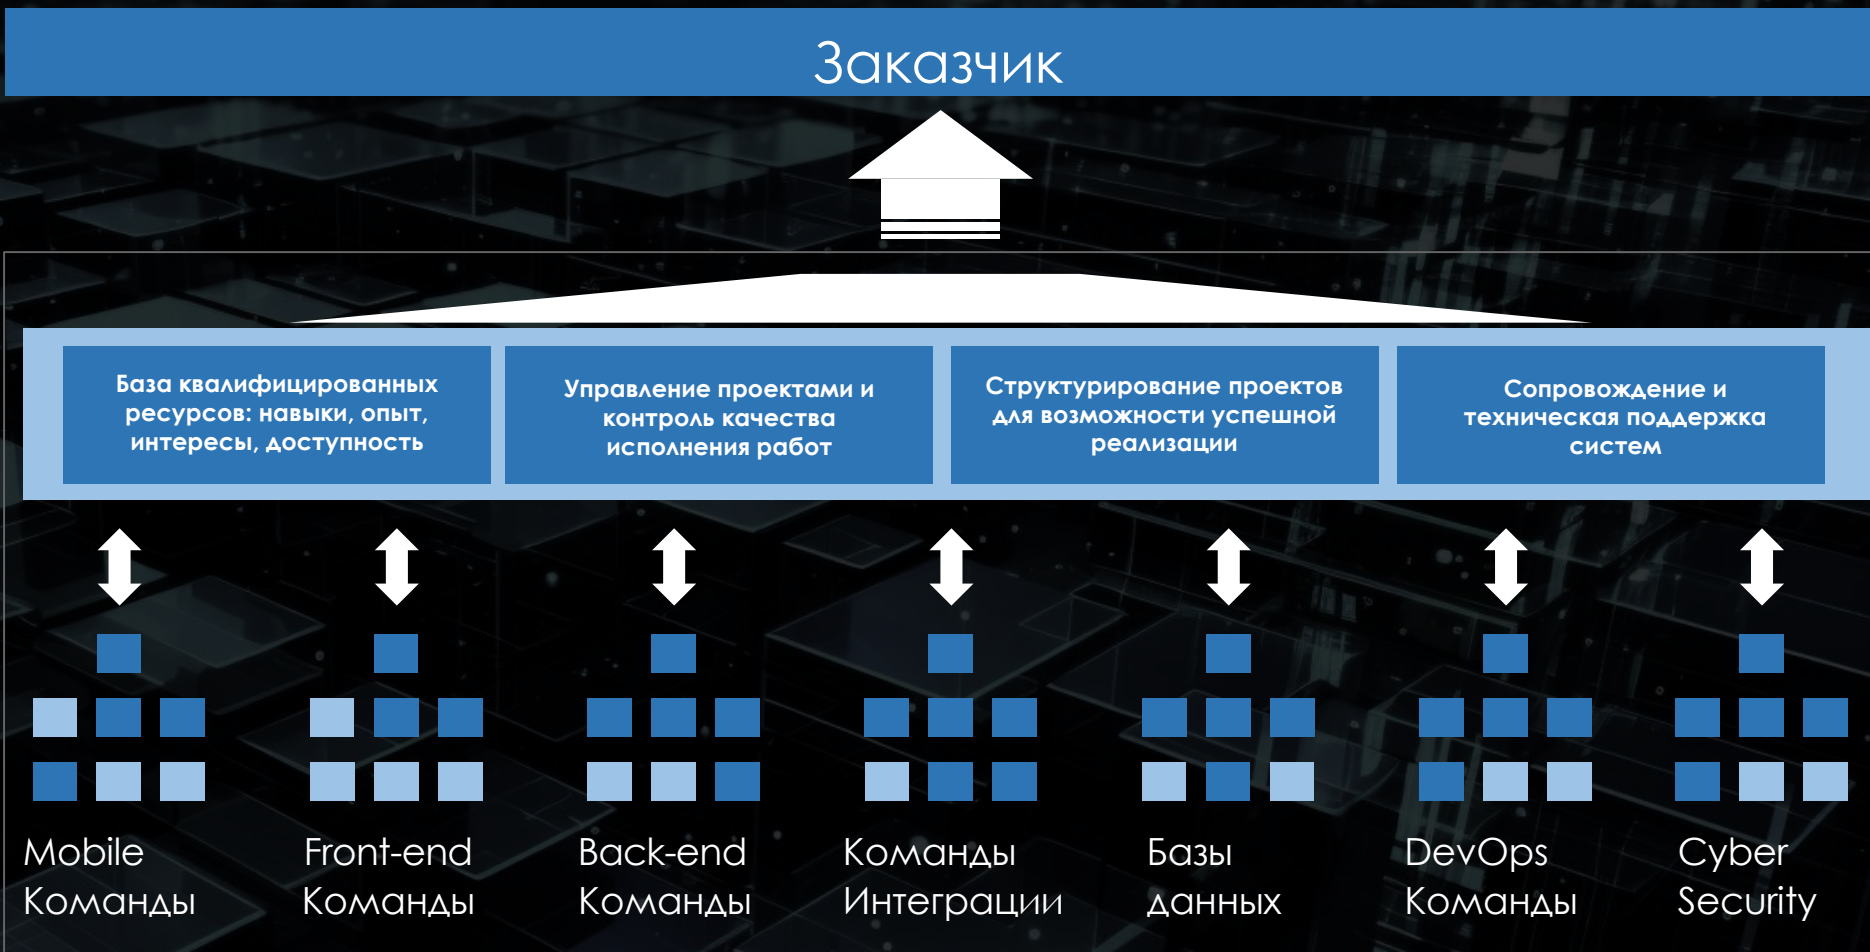 Заказчик
База квалифицированных
ресурсов: навыки, опыт,
интересы, доступность
Управление проектами и
контроль качества
исполнения работ
Структурирование проектов
для возможности успешной
реализации
Сопровождение и
техническая поддержка
систем
Mobile
Команды
Front-end
Команды
Back-end
Команды
Команды
Интеграции
Базы
данных
DevOps
Команды
Cyber
Security